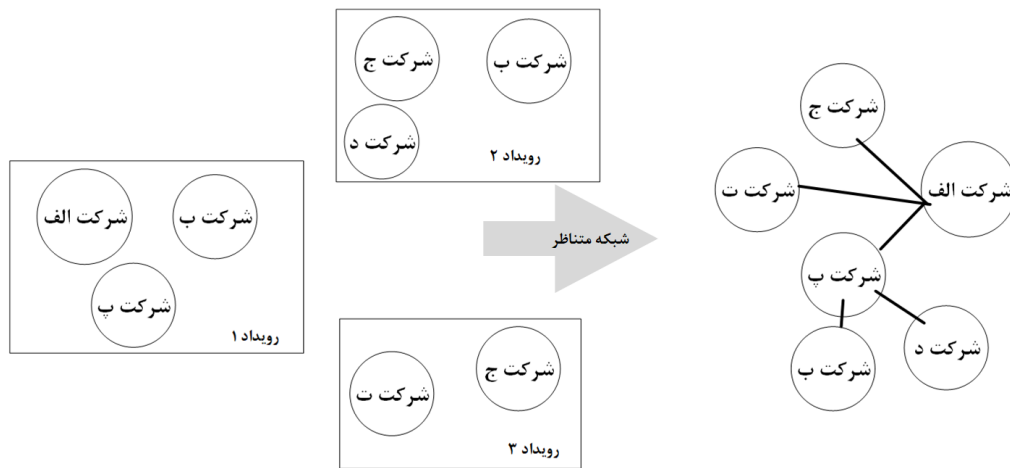 شرکت الف
شرکت ب
شرکت پ
رویداد ۱
شرکت ج
شرکت ب
شرکت د
رویداد ۲
شرکت ج
شرکت ت
رویداد ۳
شبکه متناظر
شرکت ج
شرکت ت
شرکت الف
شرکت پ
شرکت د
شرکت ب